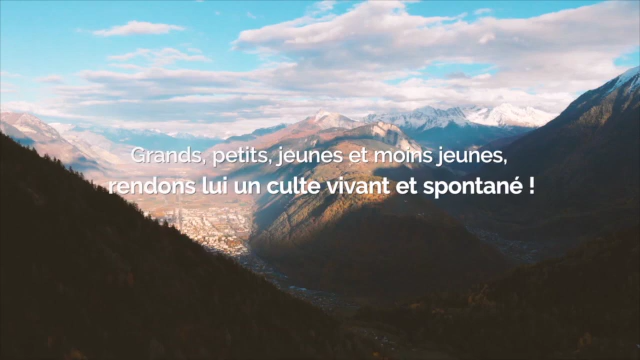 Grands, petits, jeunes et moins jeunes,
rendons lui un culte vivant et spontané !